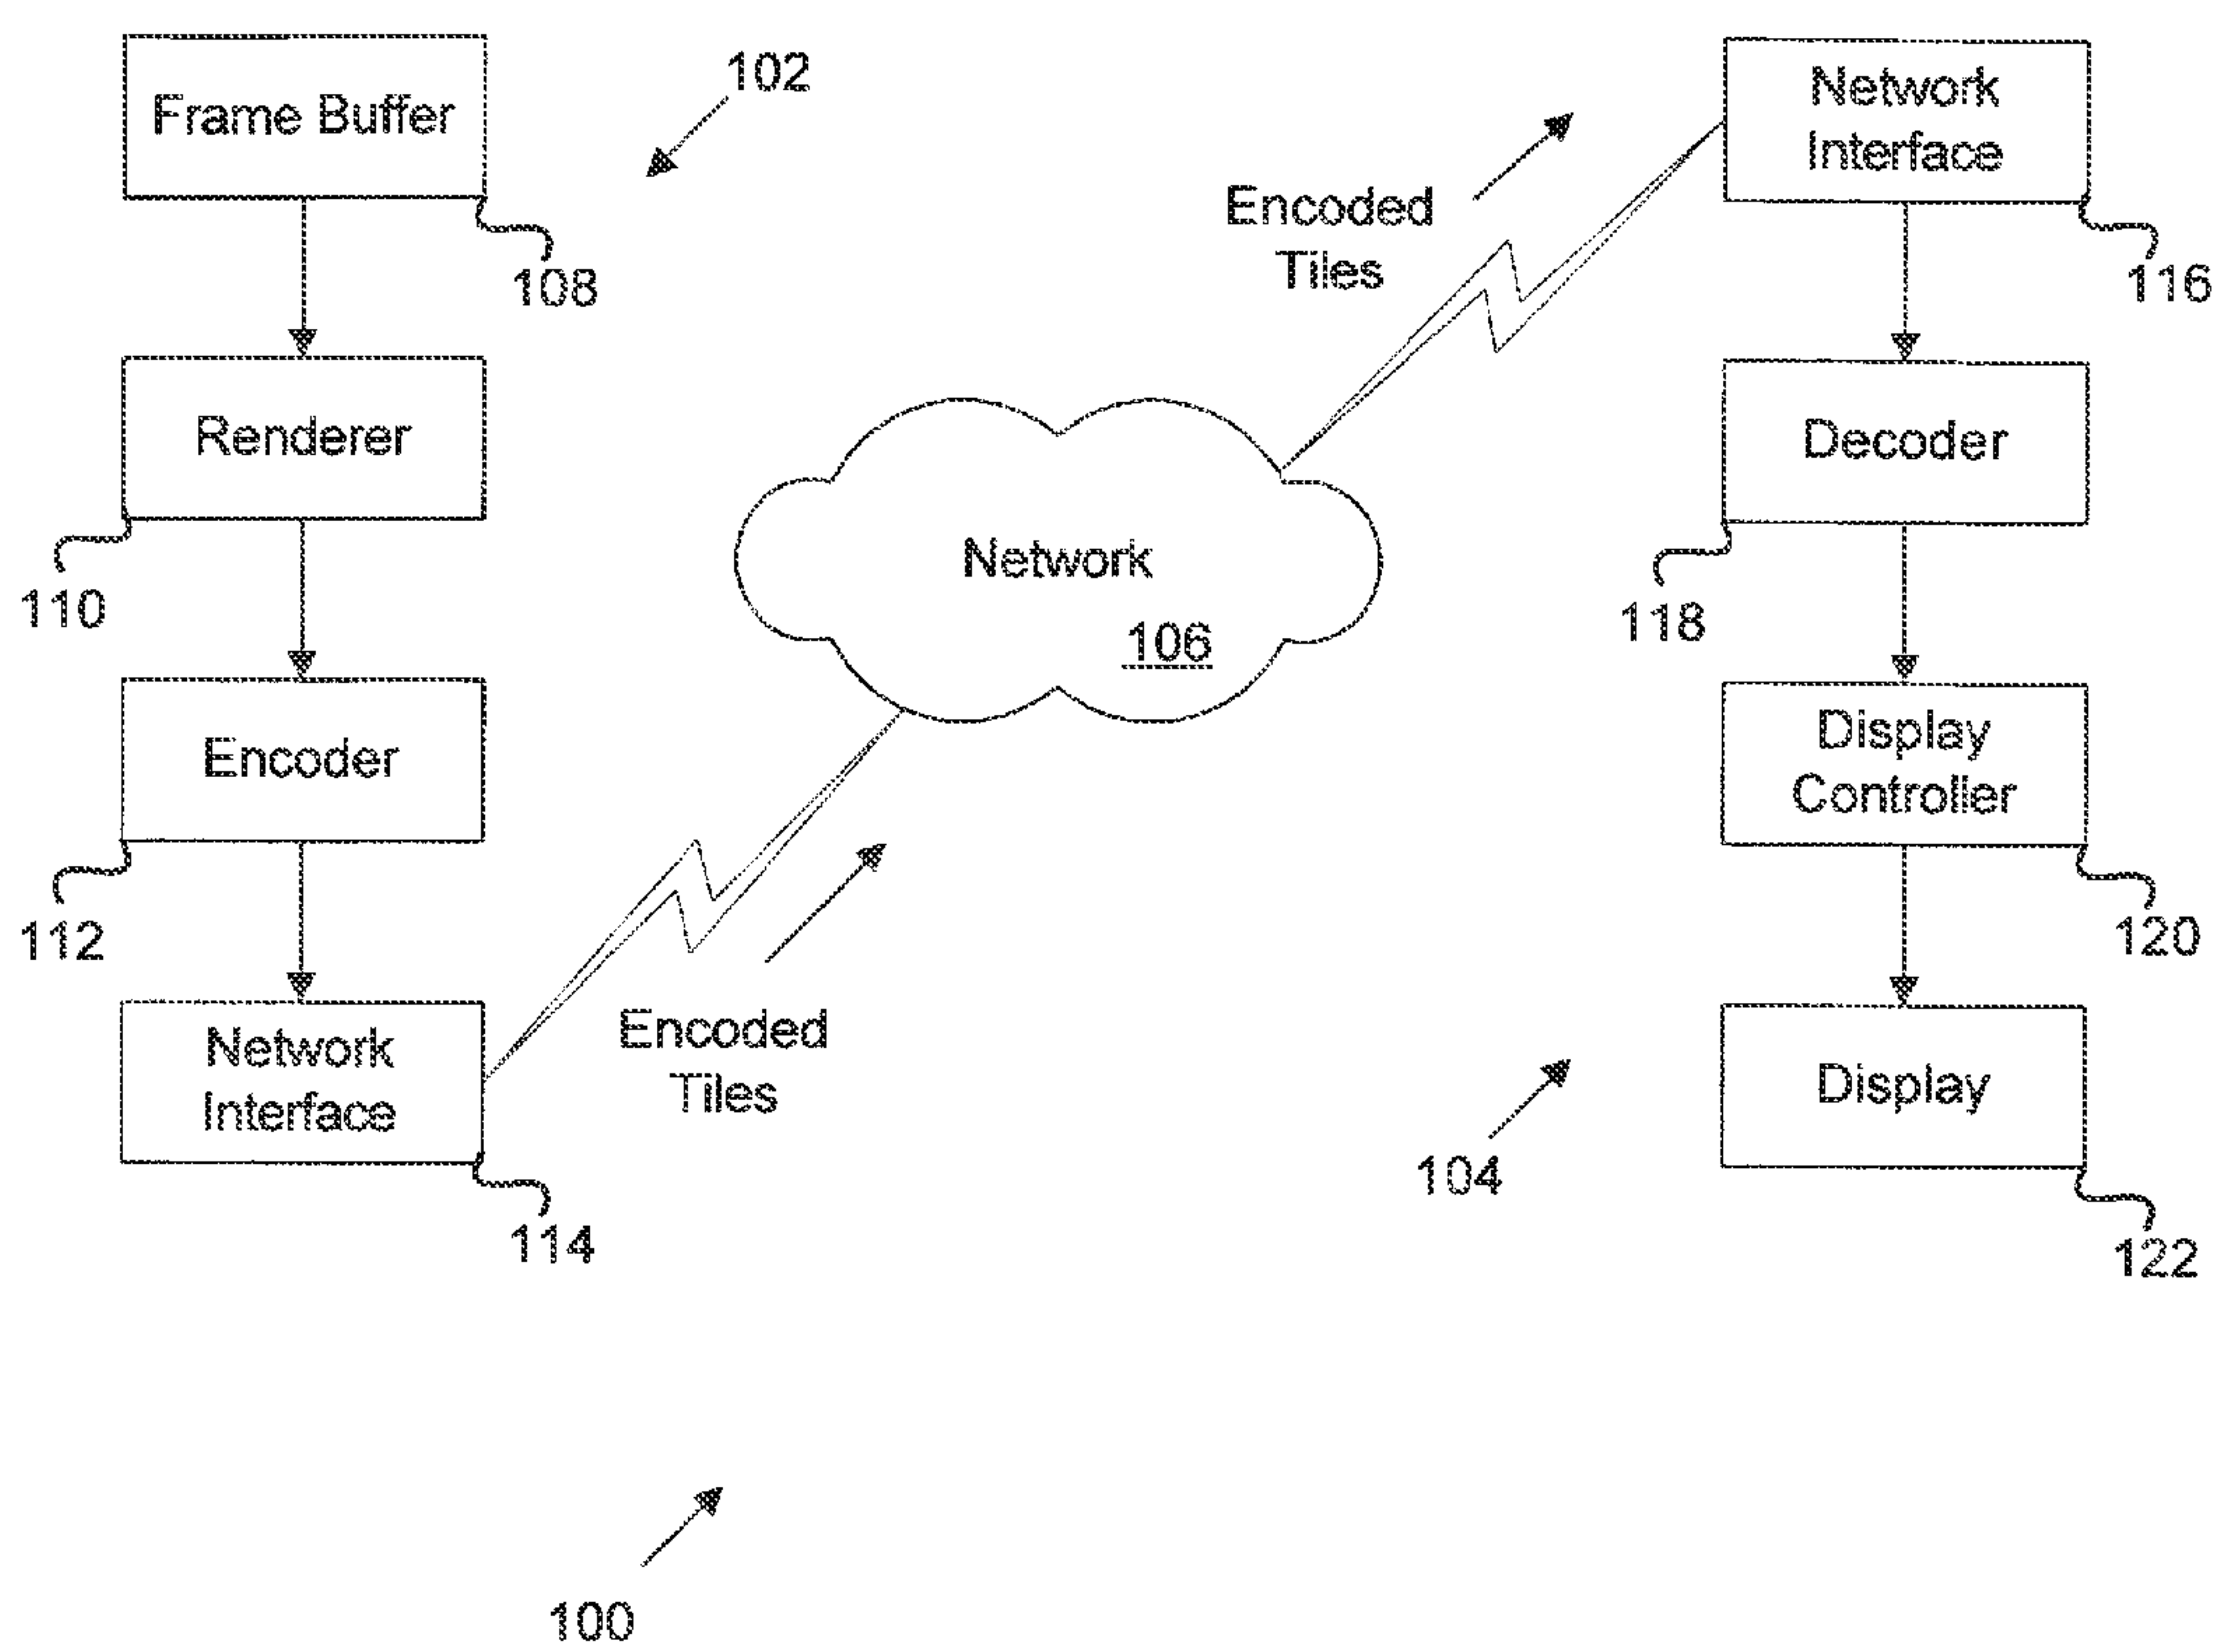 Frame Buffer
108
102
Renderer
110
Encoder
112
Network
Interface
114
Encoded
Tiles
Network
106
Encoded
Tiles
Network
Interface
116
Decoder
118
Display
Controller
120
Display
122
104
100